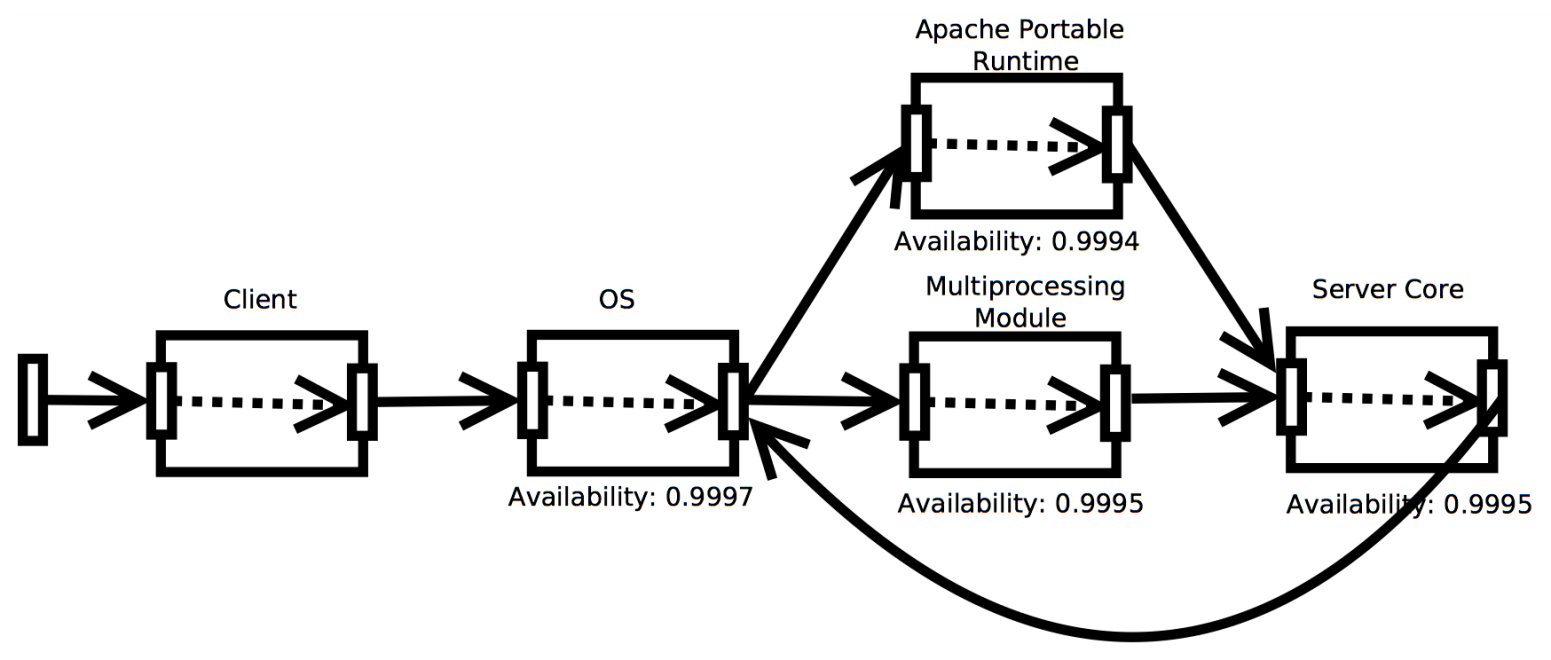 Apache Portable
Runtime
Availability: 0.9994
Client
OS
Availability: 0.9997
Multiprocessing
Module
Availability: 0.9995
Server Core
Availability: 0.9995